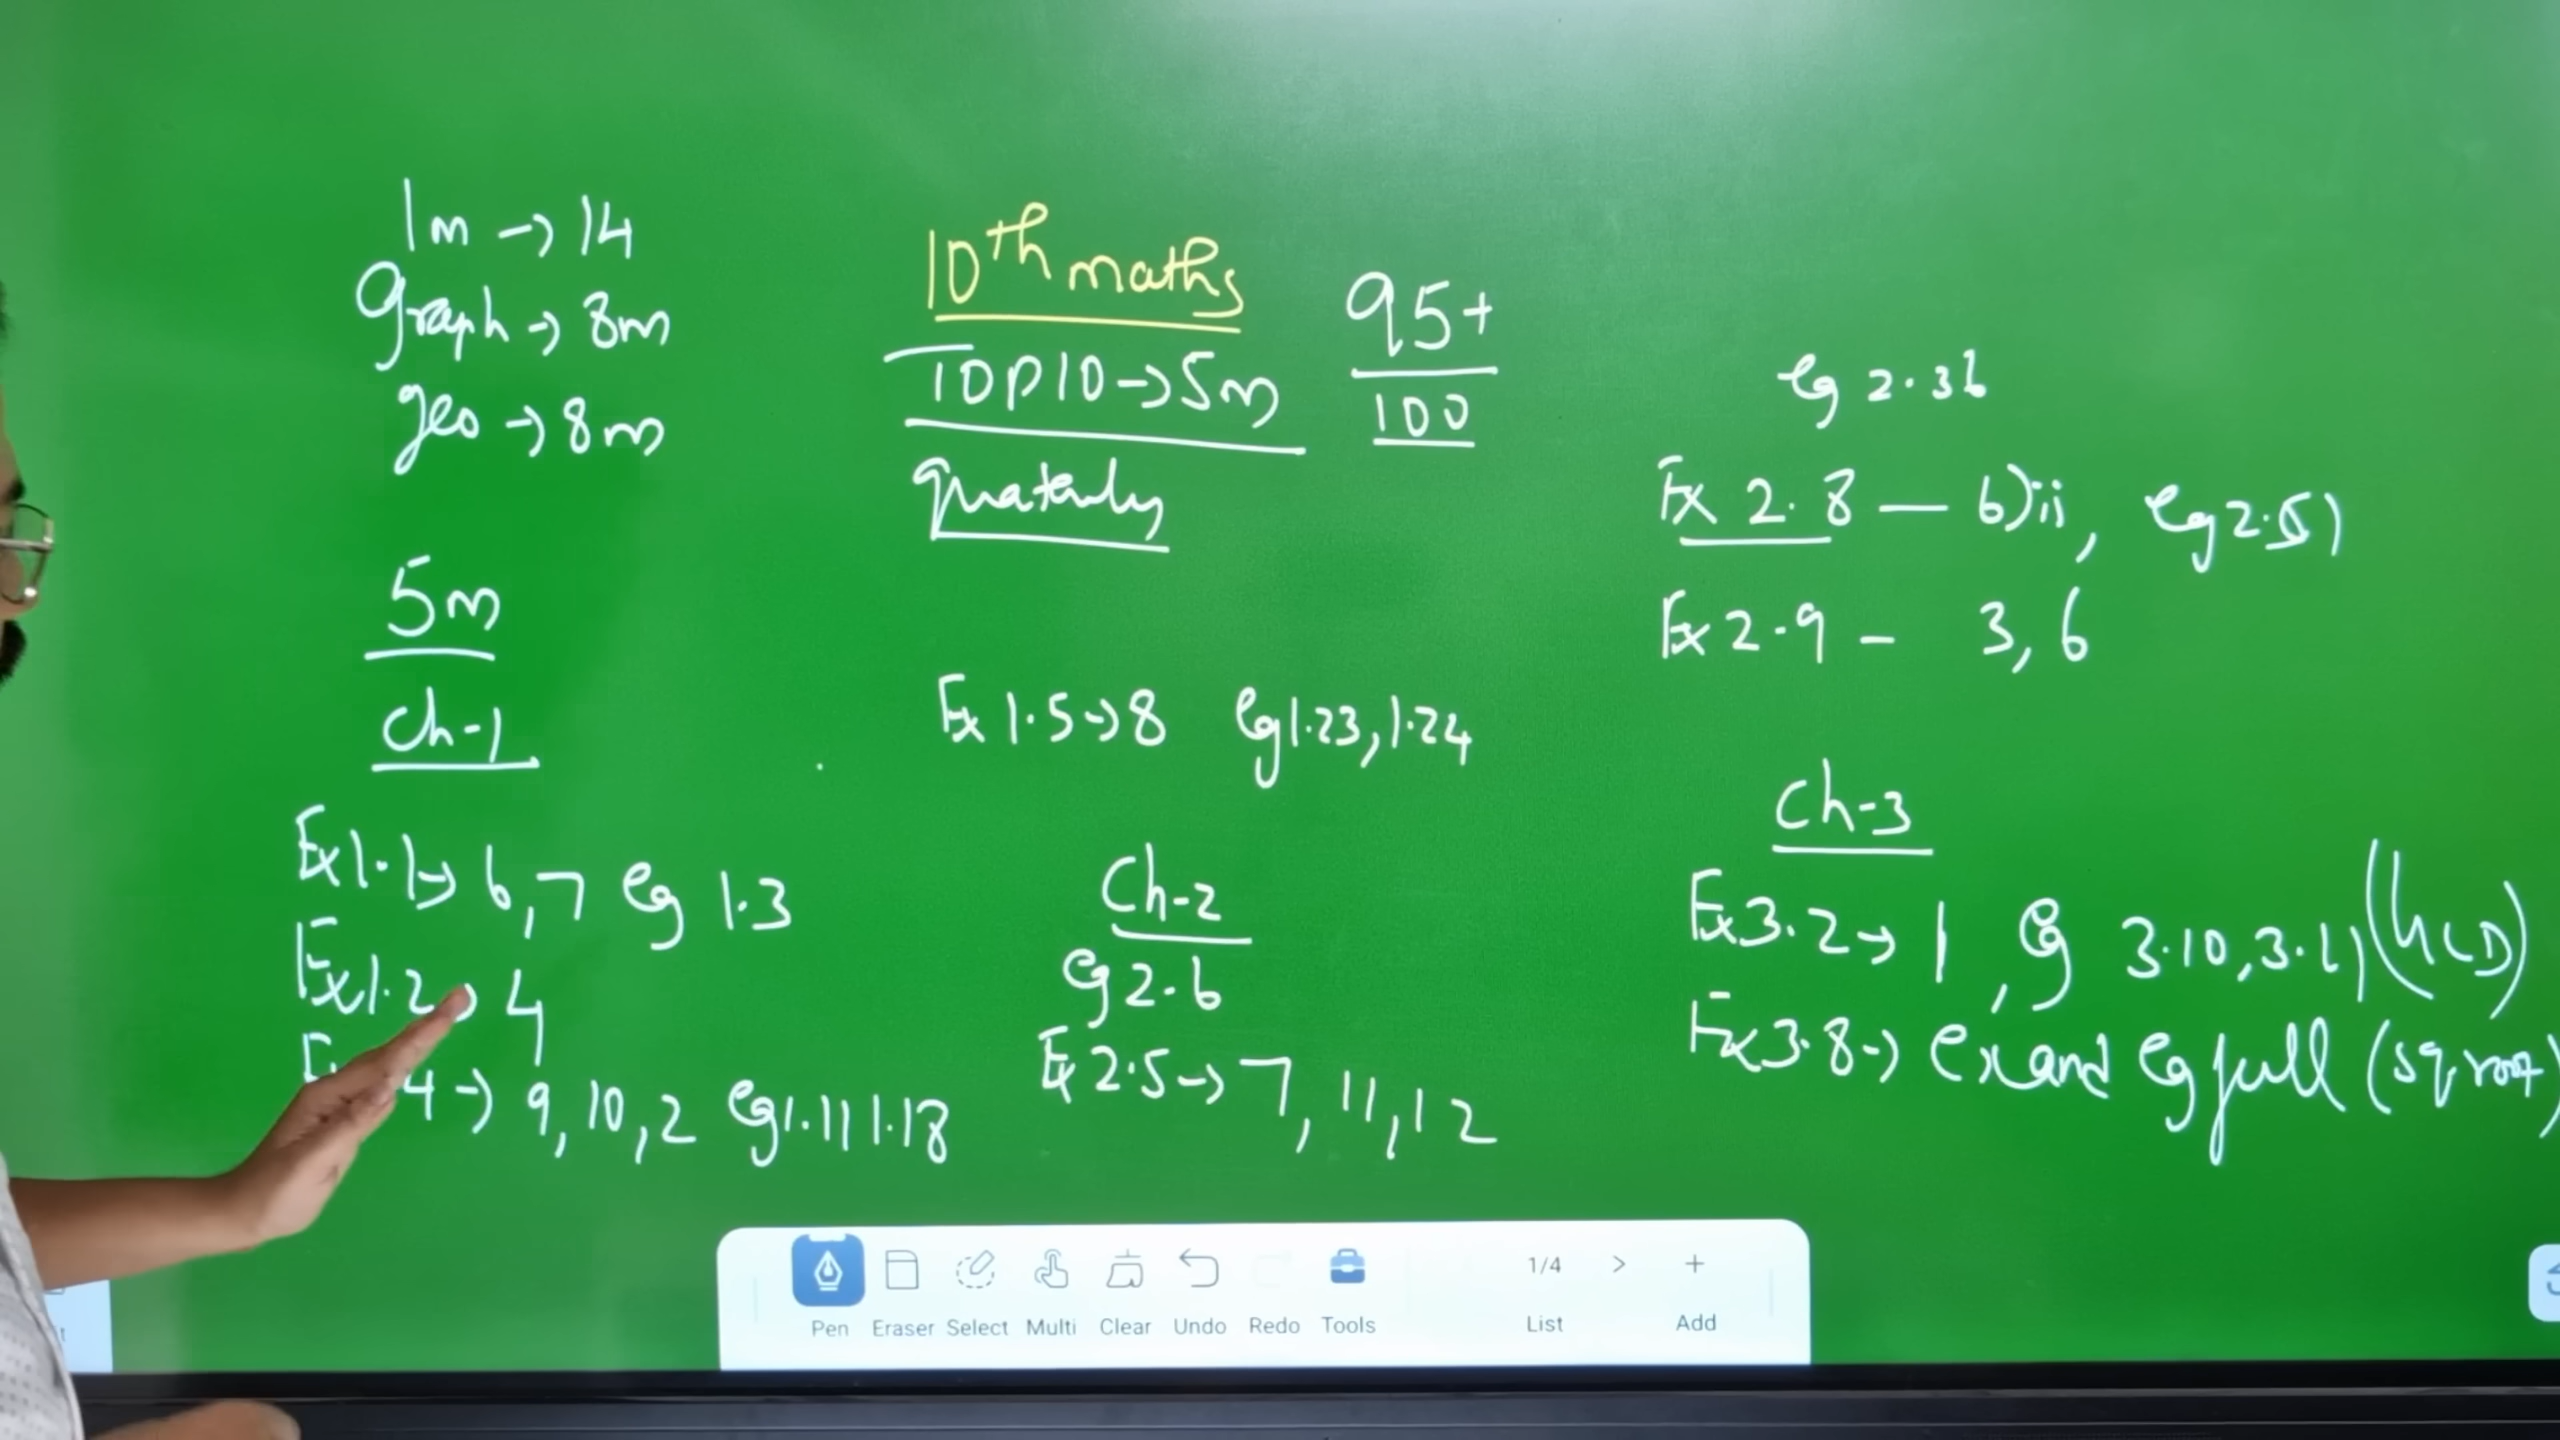 1m → 14
Graph → 8m
geo → 8m
5m
ch-1
Ex 1.1 → 6, 7 eg 1.3
Ex 1.2 → 4
4 → 9, 10, 2 eg 1.11 1.18
10th maths
TOP 10 → 5m
95+
100
quaterly
Ex 1.5 → 8 eg 1.23, 1.24
Ch-2
eg 2.6
Ex 2.5 → 7, 11, 12
eg 2.36
Ex 2.8 — 6)ii, eg 2.51
Ex 2.9 - 3, 6
Ch-3
Ex 3.2 → 1, eg 3.10, 3.11
Ex 3.8 → ex and eg full (sq root)
Pen Eraser Select Multi Clear Undo Redo Tools
1/4 > +
List Add